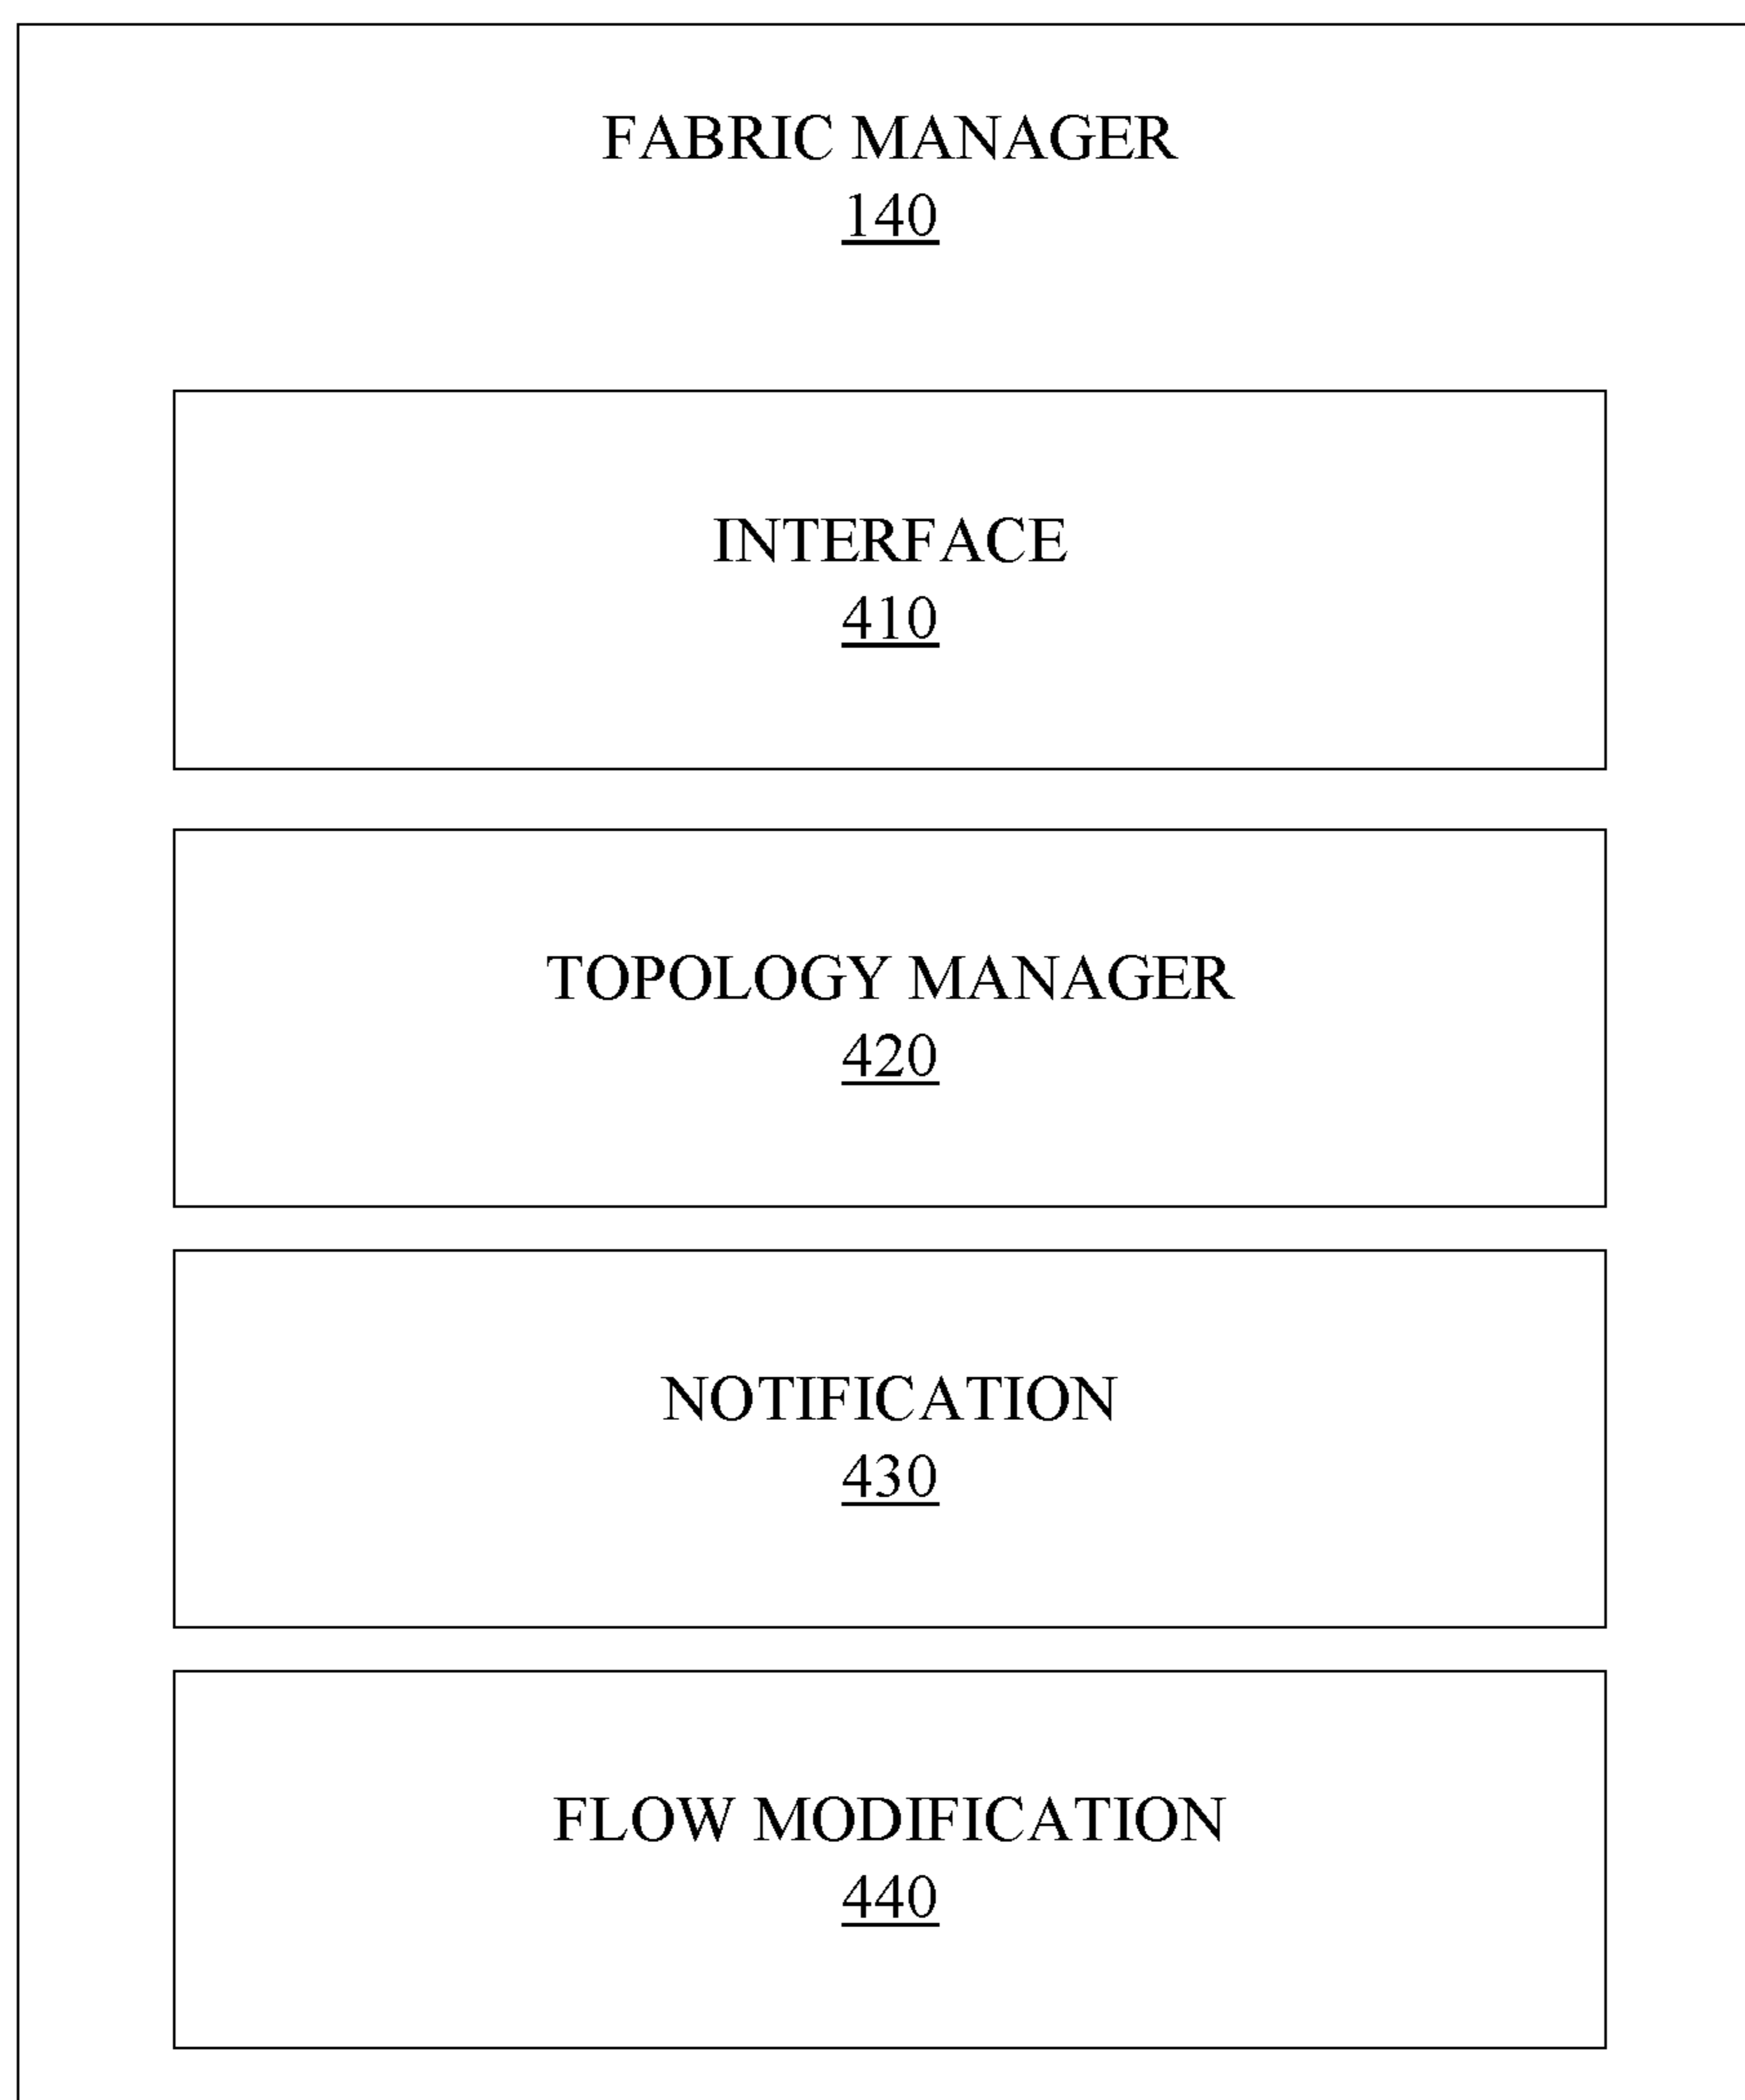 FABRIC MANAGER
140
INTERFACE
410
TOPOLOGY MANAGER
420
NOTIFICATION
430
FLOW MODIFICATION
440